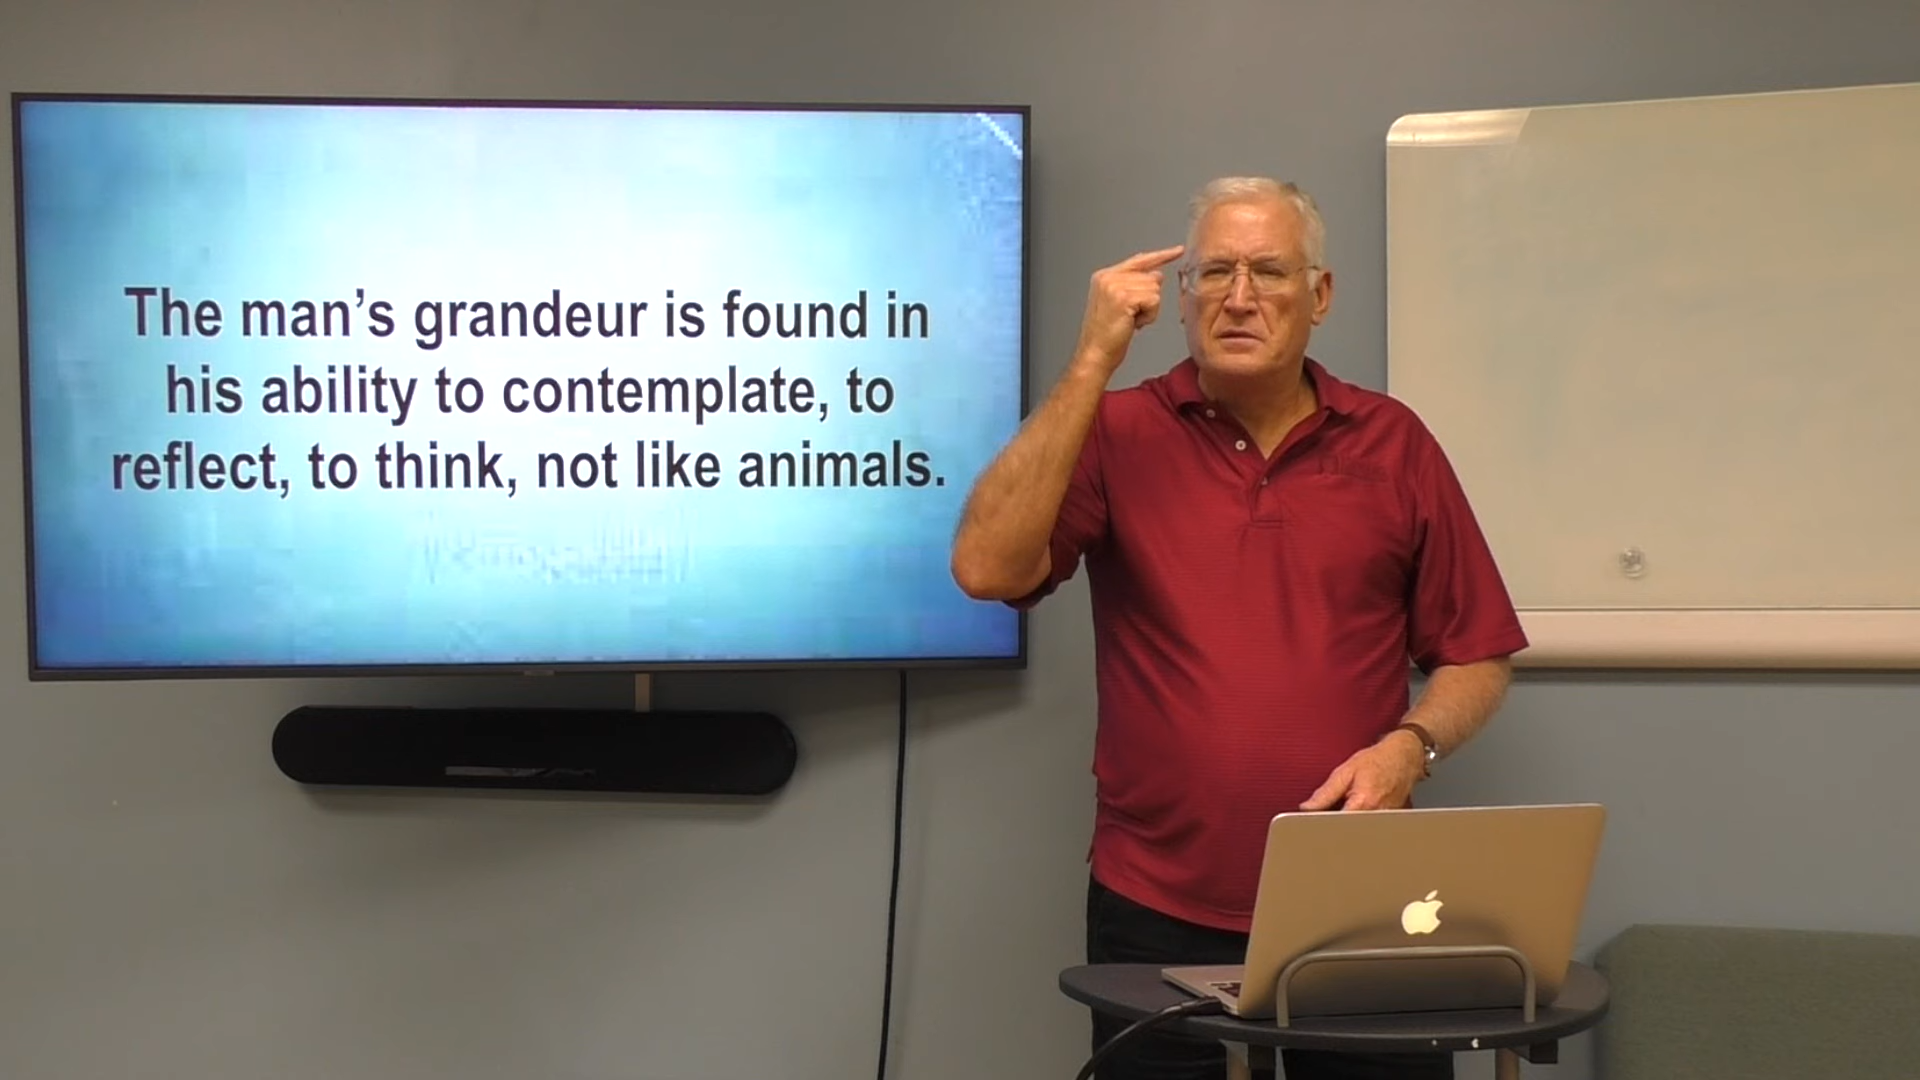 The man’s grandeur is found in
his ability to contemplate, to
reflect, to think, not like animals.